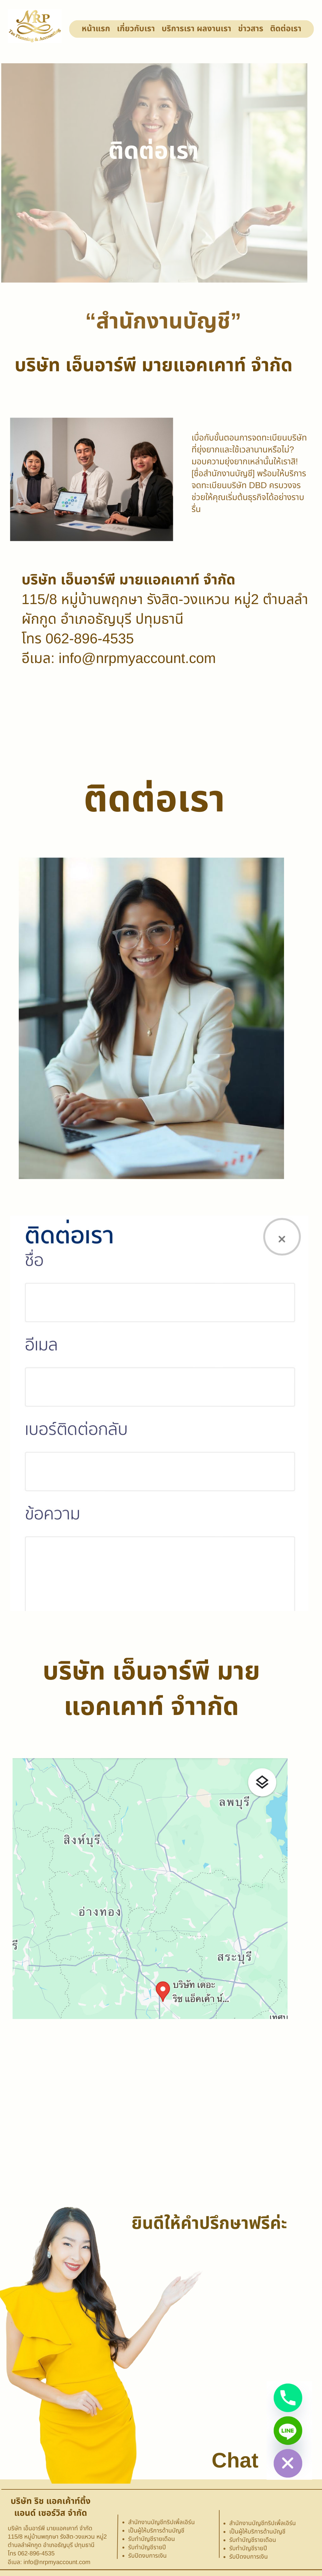 NRP
Tax Planning & Accounting
หน้าแรก เกี่ยวกับเรา บริการเรา ผลงานเรา ข่าวสาร ติดต่อเรา
ติดต่อเรา
“สำนักงานบัญชี”
บริษัท เอ็นอาร์พี มายแอคเคาท์ จำกัด
เบื่อกับขั้นตอนการจดทะเบียนบริษัท
ที่ยุ่งยากและใช้เวลานานหรือไม่?
มอบความยุ่งยากเหล่านั้นให้เราสิ!
[ชื่อสำนักงานบัญชี] พร้อมให้บริการ
จดทะเบียนบริษัท DBD ครบวงจร
ช่วยให้คุณเริ่มต้นธุรกิจได้อย่างราบ
รื่น
บริษัท เอ็นอาร์พี มายแอคเคาท์ จำกัด
115/8 หมู่บ้านพฤกษา รังสิต-วงแหวน หมู่2 ตำบลลำ
ผักกูด อำเภอธัญบุรี ปทุมธานี
โทร 062-896-4535
อีเมล: info@nrpmyaccount.com
ติดต่อเรา
ติดต่อเรา
×
ชื่อ
อีเมล
เบอร์ติดต่อกลับ
ข้อความ
บริษัท เอ็นอาร์พี มาย
แอคเคาท์ จำากัด
ลพบุรี
สิงห์บุรี
อ่างทอง
รี
สระบุรี
บริษัท เดอะ
ริช แอ็คเค้า น์...
เทศบ
ยินดีให้คำปรึกษาฟรีค่ะ
LINE
Chat
บริษัท ริช แอคเค้าท์ติ้ง
แอนด์ เซอร์วิส จำกัด
บริษัท เอ็นอาร์พี มายแอคเคาท์ จำกัด
115/8 หมู่บ้านพฤกษา รังสิต-วงแหวน หมู่2
ตำบลลำผักกูด อำเภอธัญบุรี ปทุมธานี
โทร 062-896-4535
อีเมล: info@nrpmyaccount.com
สำนักงานบัญชีทริปเพิ่ลเอิร์น
เป็นผู้ให้บริการด้านบัญชี
รับทำบัญชีรายเดือน
รับทำบัญชีรายปี
รับปิดงบการเงิน
สำนักงานบัญชีทริปเพิ่ลเอิร์น
เป็นผู้ให้บริการด้านบัญชี
รับทำบัญชีรายเดือน
รับทำบัญชีรายปี
รับปิดงบการเงิน